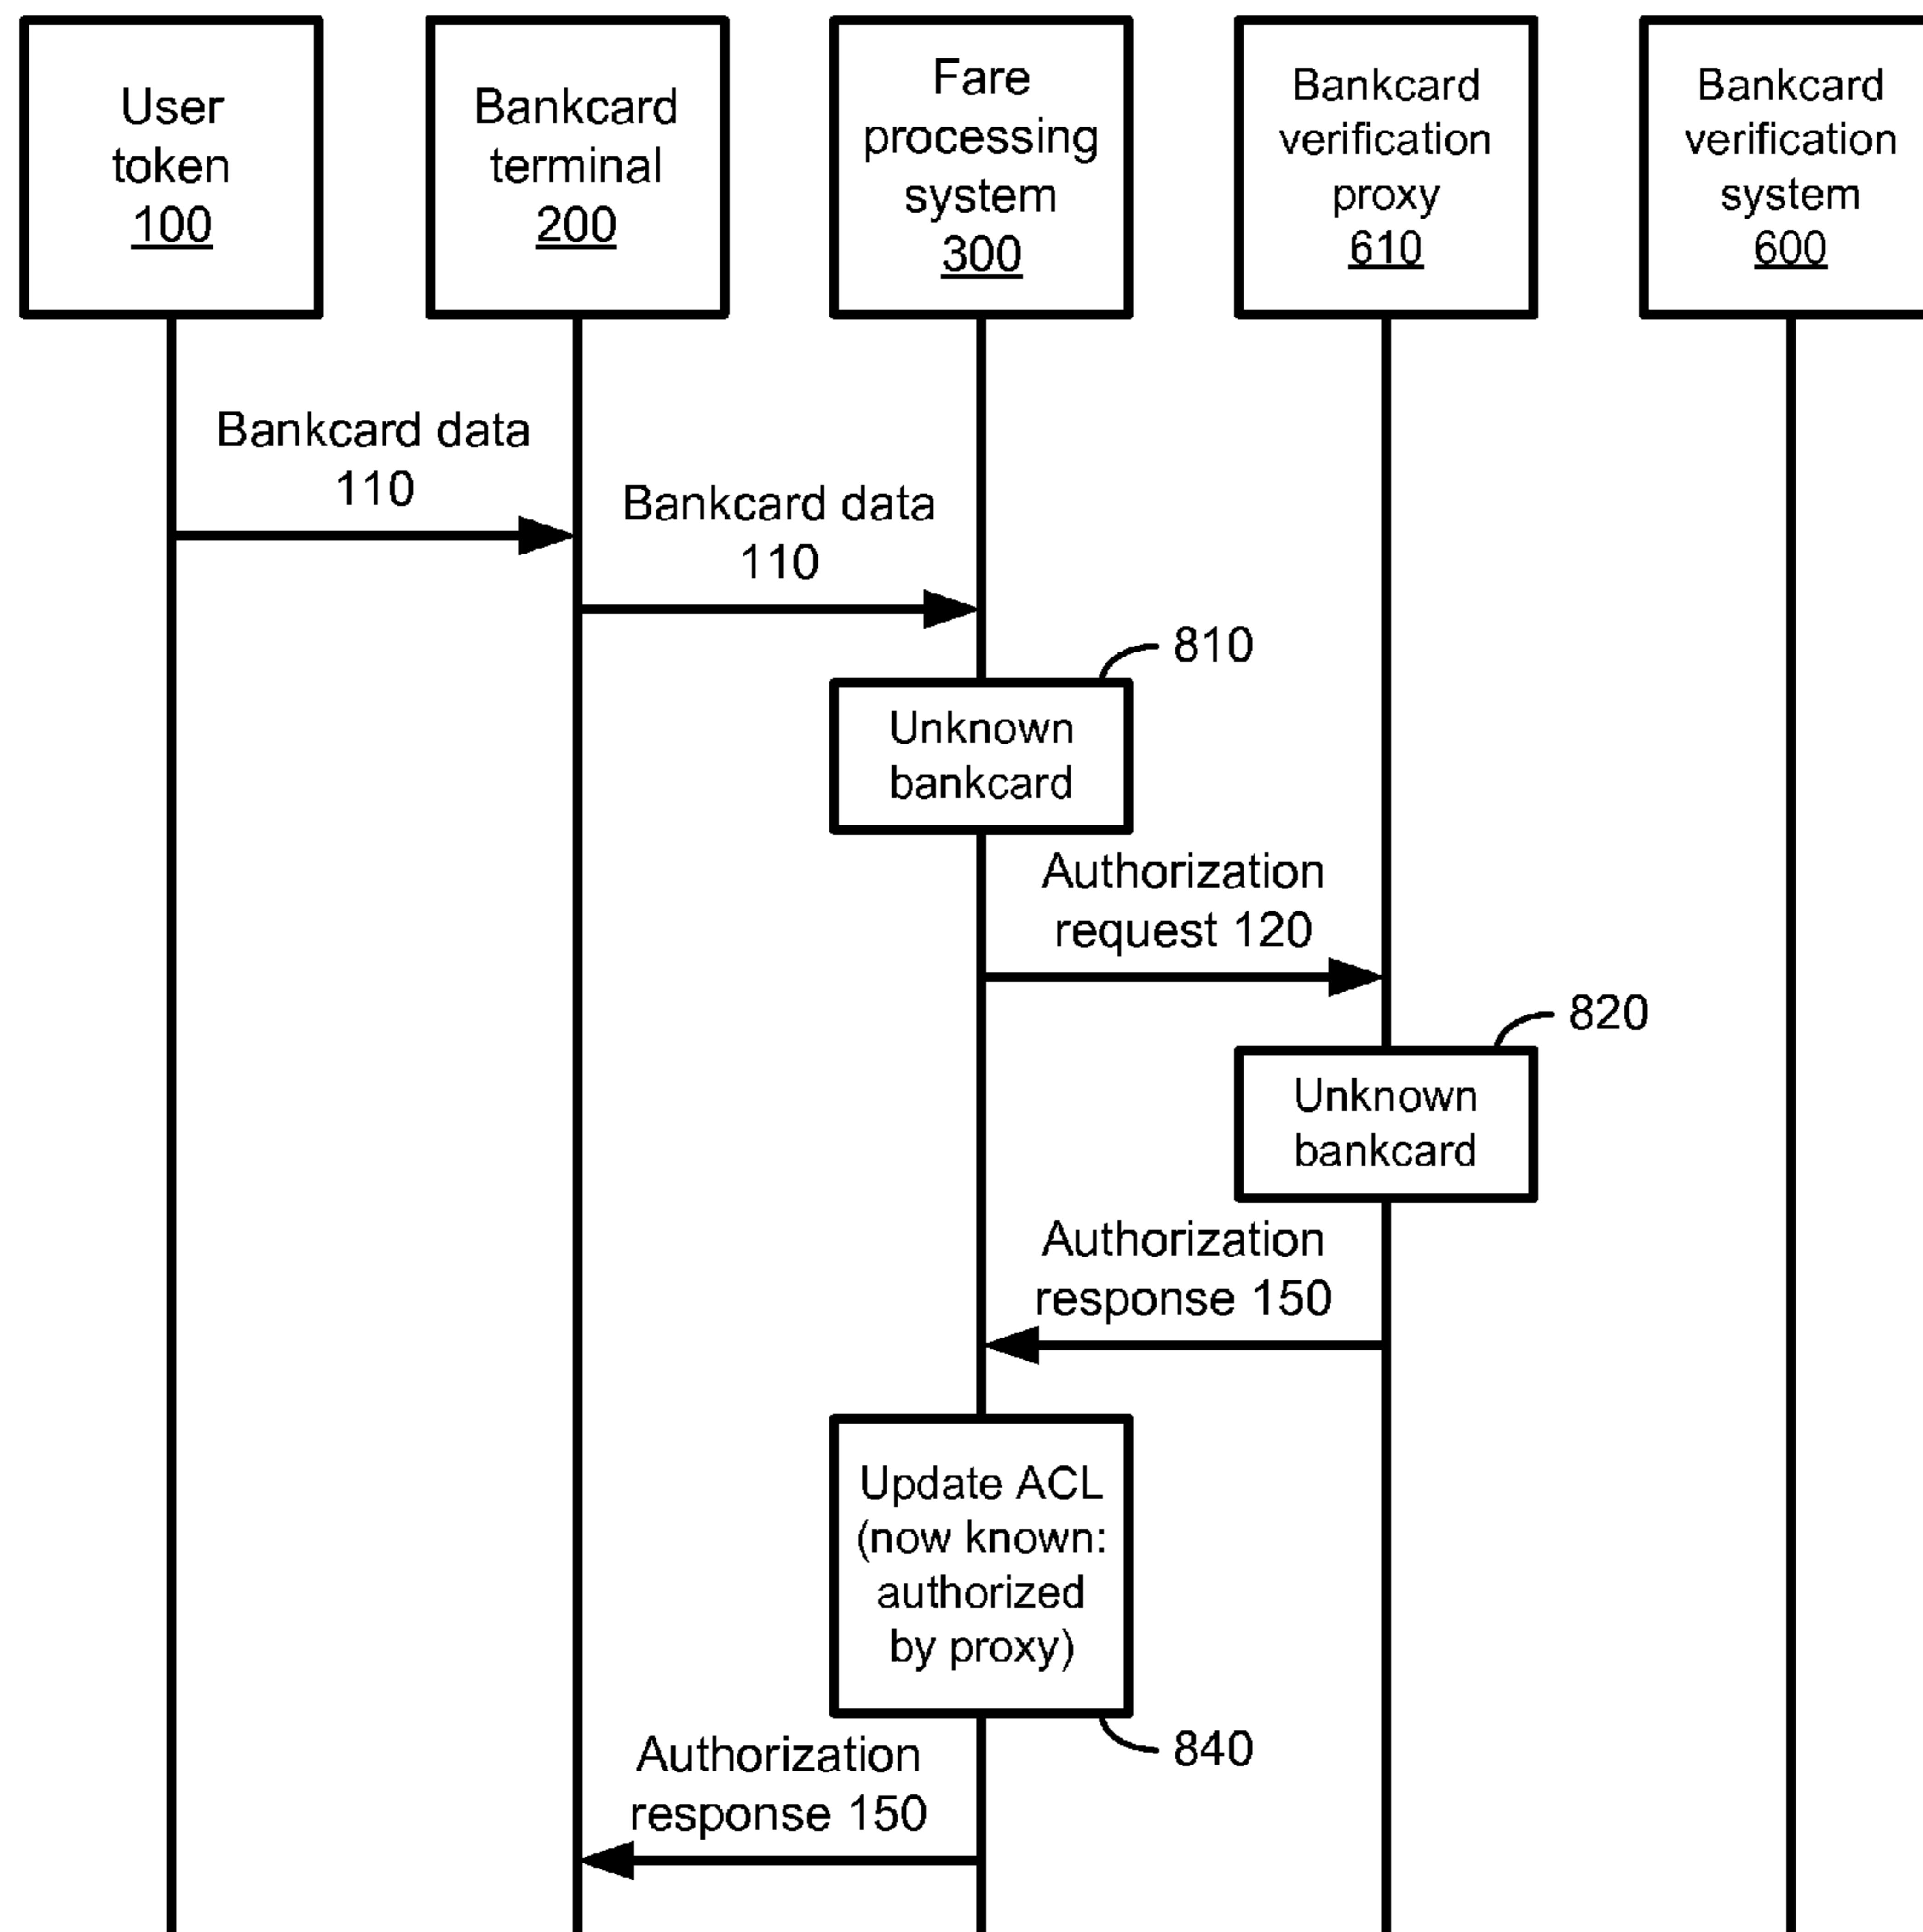 User
token
100
Bankcard
terminal
200
Fare
processing
system
300
Bankcard
verification
proxy
610
Bankcard
verification
system
600
Bankcard data
110
Bankcard data
110
810
Unknown
bankcard
Authorization
request 120
820
Unknown
bankcard
Authorization
response 150
Update ACL
(now known:
authorized
by proxy)
840
Authorization
response 150